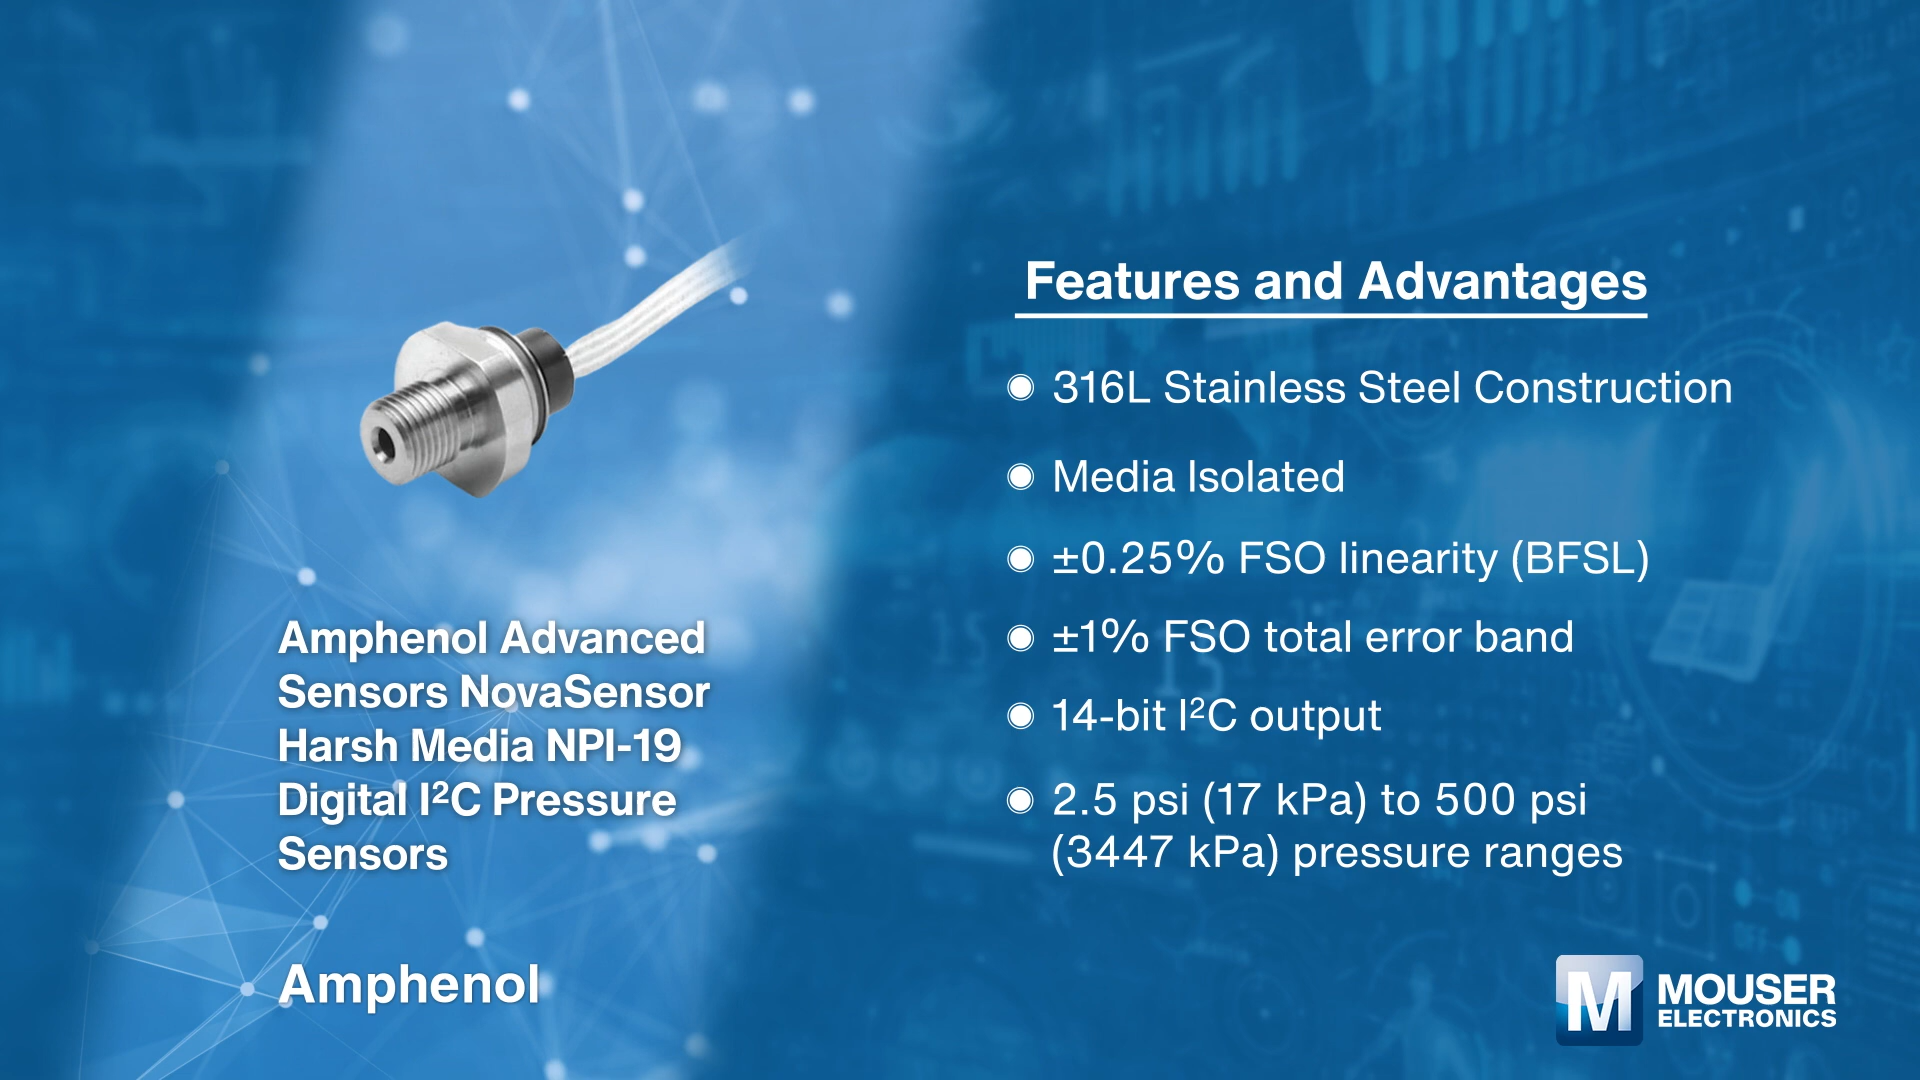 Features and Advantages
316L Stainless Steel Construction
Media Isolated
±0.25% FSO linearity (BFSL)
±1% FSO total error band
14-bit I²C output
2.5 psi (17 kPa) to 500 psi
(3447 kPa) pressure ranges
Amphenol Advanced
Sensors NovaSensor
Harsh Media NPI-19
Digital I²C Pressure
Sensors
Amphenol
M MOUSER
ELECTRONICS